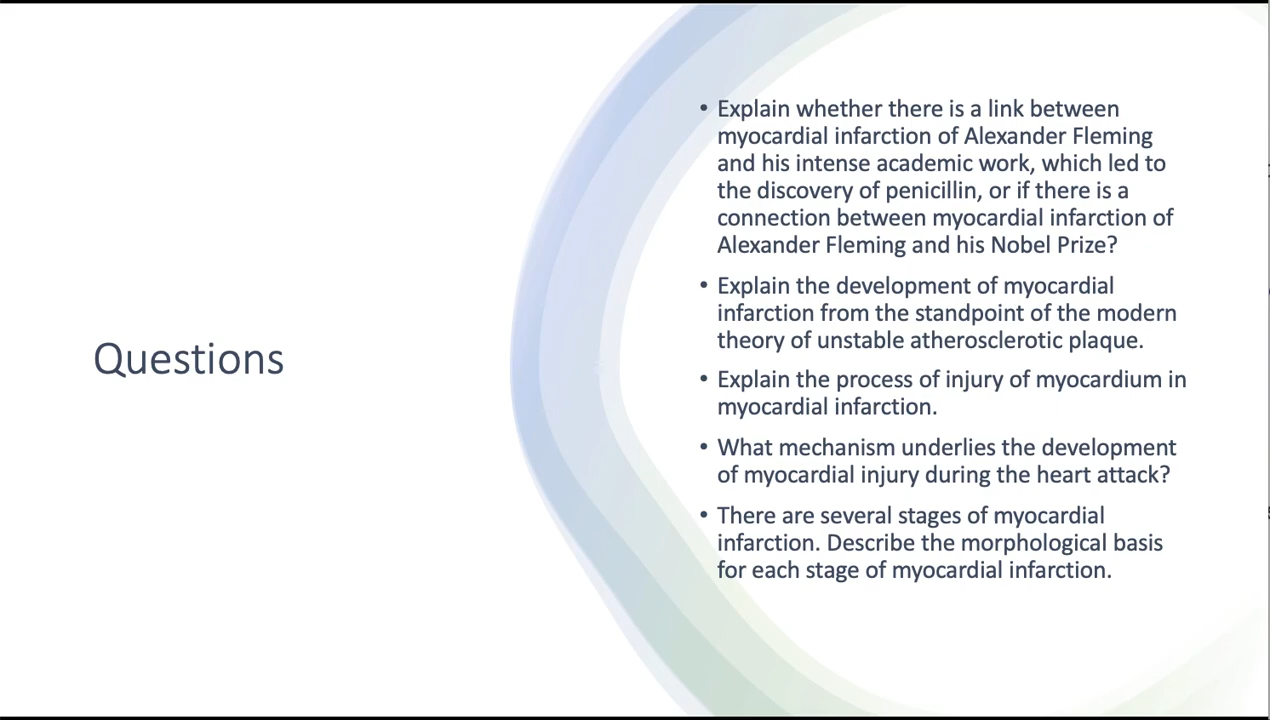 Questions
• Explain whether there is a link between
myocardial infarction of Alexander Fleming
and his intense academic work, which led to
the discovery of penicillin, or if there is a
connection between myocardial infarction of
Alexander Fleming and his Nobel Prize?
• Explain the development of myocardial
infarction from the standpoint of the modern
theory of unstable atherosclerotic plaque.
• Explain the process of injury of myocardium in
myocardial infarction.
• What mechanism underlies the development
of myocardial injury during the heart attack?
• There are several stages of myocardial
infarction. Describe the morphological basis
for each stage of myocardial infarction.